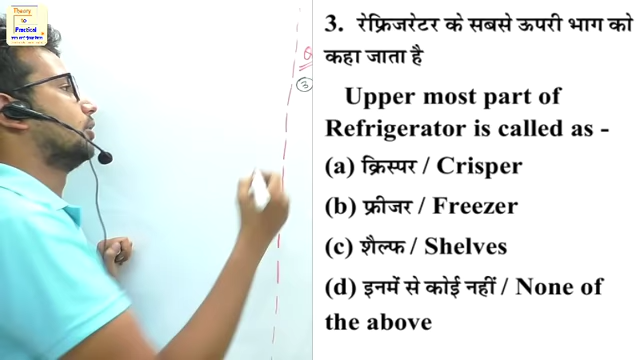 Theory
to
Practical
3. रेफ्रिजरेटर के सबसे ऊपरी भाग को
कहा जाता है
Upper most part of
Refrigerator is called as -
(a) क्रिस्पर / Crisper
(b) फ्रीजर / Freezer
(c) शैल्फ / Shelves
(d) इनमें से कोई नहीं / None of
the above
3